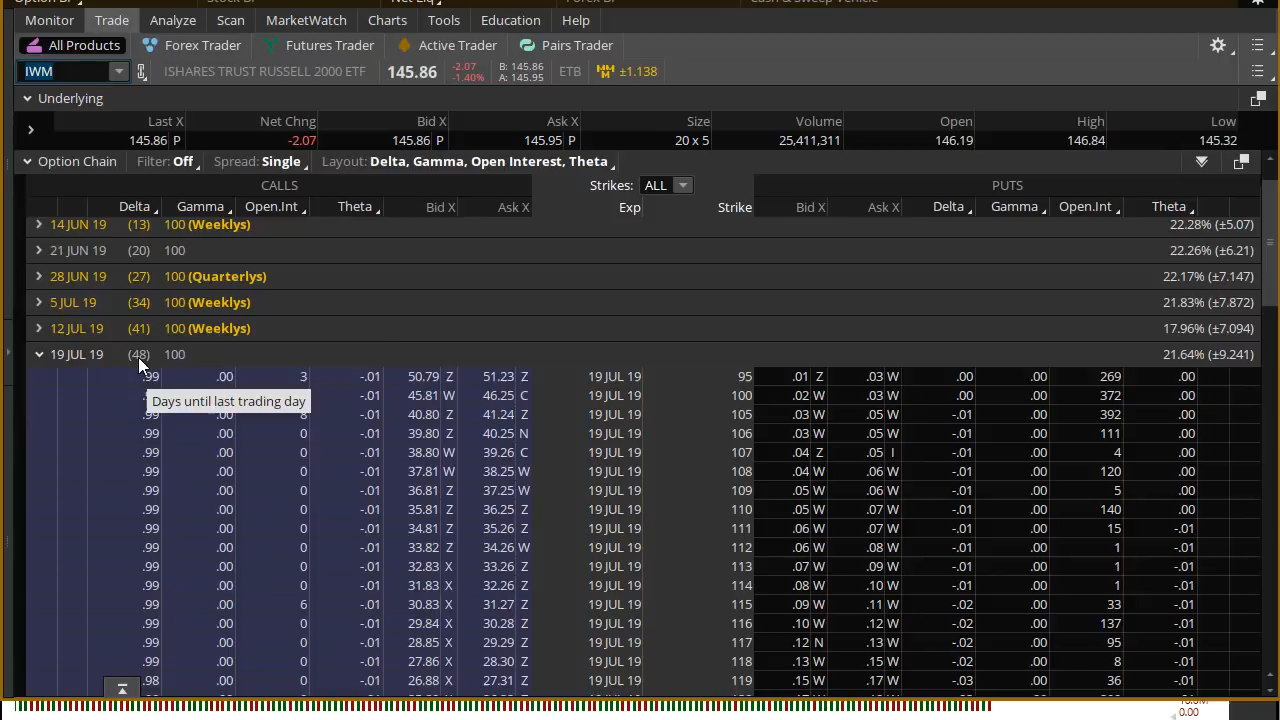 Monitor Trade Analyze Scan MarketWatch Charts Tools Education Help
All Products Forex Trader Futures Trader Active Trader Pairs Trader
IWM ISHARES TRUST RUSSELL 2000 ETF 145.86 -2.07 -1.40% B: 145.86 A: 145.95 ETB ±1.138
Underlying
Last X Net Chng Bid X Ask X Size Volume Open High Low
145.86 P -2.07 145.86 P 145.95 P 20 x 5 25,411,311 146.19 146.84 145.32
Option Chain Filter: Off Spread: Single Layout: Delta, Gamma, Open Interest, Theta
CALLS Strikes: ALL PUTS
Delta Gamma Open.Int Theta Bid X Ask X Exp Strike Bid X Ask X Delta Gamma Open.Int Theta
14 JUN 19 (13) 100 (Weeklys) 22.28% (±5.07)
21 JUN 19 (20) 100 22.26% (±6.21)
28 JUN 19 (27) 100 (Quarterlys) 22.17% (±7.147)
5 JUL 19 (34) 100 (Weeklys) 21.83% (±7.872)
12 JUL 19 (41) 100 (Weeklys) 17.96% (±7.094)
19 JUL 19 (48) 100 21.64% (±9.241)
.99 .00 3 -.01 50.79 Z 51.23 Z 19 JUL 19 95 .01 Z .03 W .00 .00 269 .00
Days until last trading day
-.01 45.81 W 46.25 C 19 JUL 19 100 .02 W .03 W .00 .00 372 .00
.99 .00 8 -.01 40.80 Z 41.24 Z 19 JUL 19 105 .03 W .05 W -.01 .00 392 .00
.99 .00 0 -.01 39.80 Z 40.25 N 19 JUL 19 106 .03 W .05 W -.01 .00 111 .00
.99 .00 0 -.01 38.80 W 39.26 C 19 JUL 19 107 .04 Z .05 I -.01 .00 4 .00
.99 .00 0 -.01 37.81 W 38.25 W 19 JUL 19 108 .04 W .06 W -.01 .00 120 .00
.99 .00 0 -.01 36.81 Z 37.25 W 19 JUL 19 109 .05 W .06 W -.01 .00 5 .00
.99 .00 0 -.01 35.81 Z 36.25 Z 19 JUL 19 110 .05 W .07 W -.01 .00 140 .00
.99 .00 0 -.01 34.81 Z 35.26 Z 19 JUL 19 111 .06 W .07 W -.01 .00 15 -.01
.99 .00 0 -.01 33.82 Z 34.26 W 19 JUL 19 112 .06 W .08 W -.01 .00 1 -.01
.99 .00 0 -.01 32.83 X 33.26 Z 19 JUL 19 113 .07 W .09 W -.01 .00 1 -.01
.99 .00 0 -.01 31.83 X 32.26 Z 19 JUL 19 114 .08 W .10 W -.01 .00 1 -.01
.99 .00 6 -.01 30.83 X 31.27 Z 19 JUL 19 115 .09 W .11 W -.02 .00 33 -.01
.99 .00 0 -.01 29.84 X 30.28 Z 19 JUL 19 116 .10 W .12 W -.02 .00 137 -.01
.99 .00 0 -.01 28.85 X 29.29 Z 19 JUL 19 117 .12 N .13 W -.02 .00 95 -.01
.99 .00 0 -.01 27.86 X 28.30 Z 19 JUL 19 118 .13 W .15 W -.02 .00 8 -.01
.98 .00 0 -.01 26.88 X 27.31 Z 19 JUL 19 119 .15 W .17 W -.03 .00 36 -.01
0.00